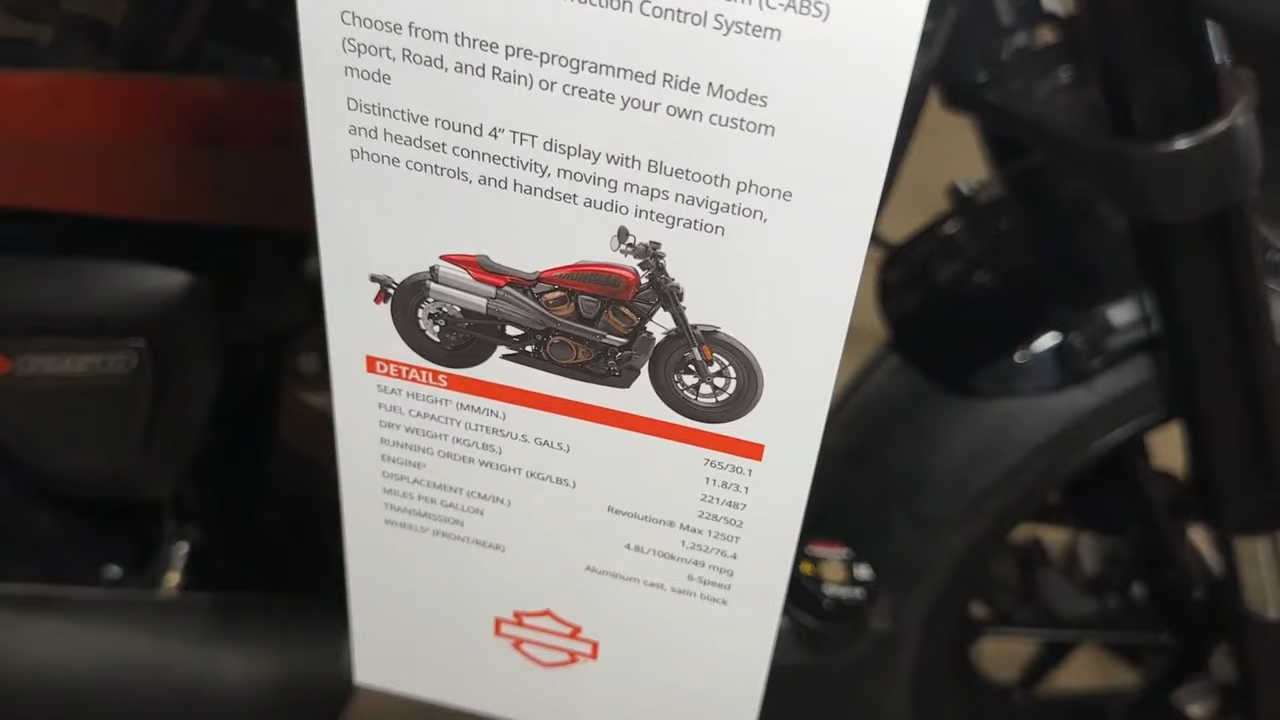 (C-ABS)
Control System
Choose from three pre-programmed Ride Modes
(Sport, Road, and Rain) or create your own custom
mode
Distinctive round 4” TFT display with Bluetooth phone
and headset connectivity, moving maps navigation,
phone controls, and handset audio integration
DETAILS
SEAT HEIGHT¹ (MM/IN.) 765/30.1
FUEL CAPACITY (LITERS/U.S. GALS.) 11.8/3.1
DRY WEIGHT (KG/LBS.) 221/487
RUNNING ORDER WEIGHT (KG/LBS.) 228/502
ENGINE² Revolution® Max 1250T
DISPLACEMENT (CM/IN.) 1,252/76.4
MILES PER GALLON 4.8L/100km/49 mpg
TRANSMISSION 6-Speed
WHEELS³ (FRONT/REAR) Aluminum cast, satin black